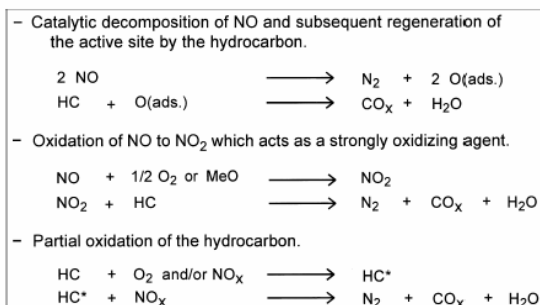 – Catalytic decomposition of NO and subsequent regeneration of
the active site by the hydrocarbon.
2 NO ⟶ N₂ + 2 O(ads.)
HC + O(ads.) ⟶ COₓ + H₂O
– Oxidation of NO to NO₂ which acts as a strongly oxidizing agent.
NO + 1/2 O₂ or MeO ⟶ NO₂
NO₂ + HC ⟶ N₂ + COₓ + H₂O
– Partial oxidation of the hydrocarbon.
HC + O₂ and/or NOₓ ⟶ HC*
HC* + NOₓ ⟶ N₂ + COₓ + H₂O